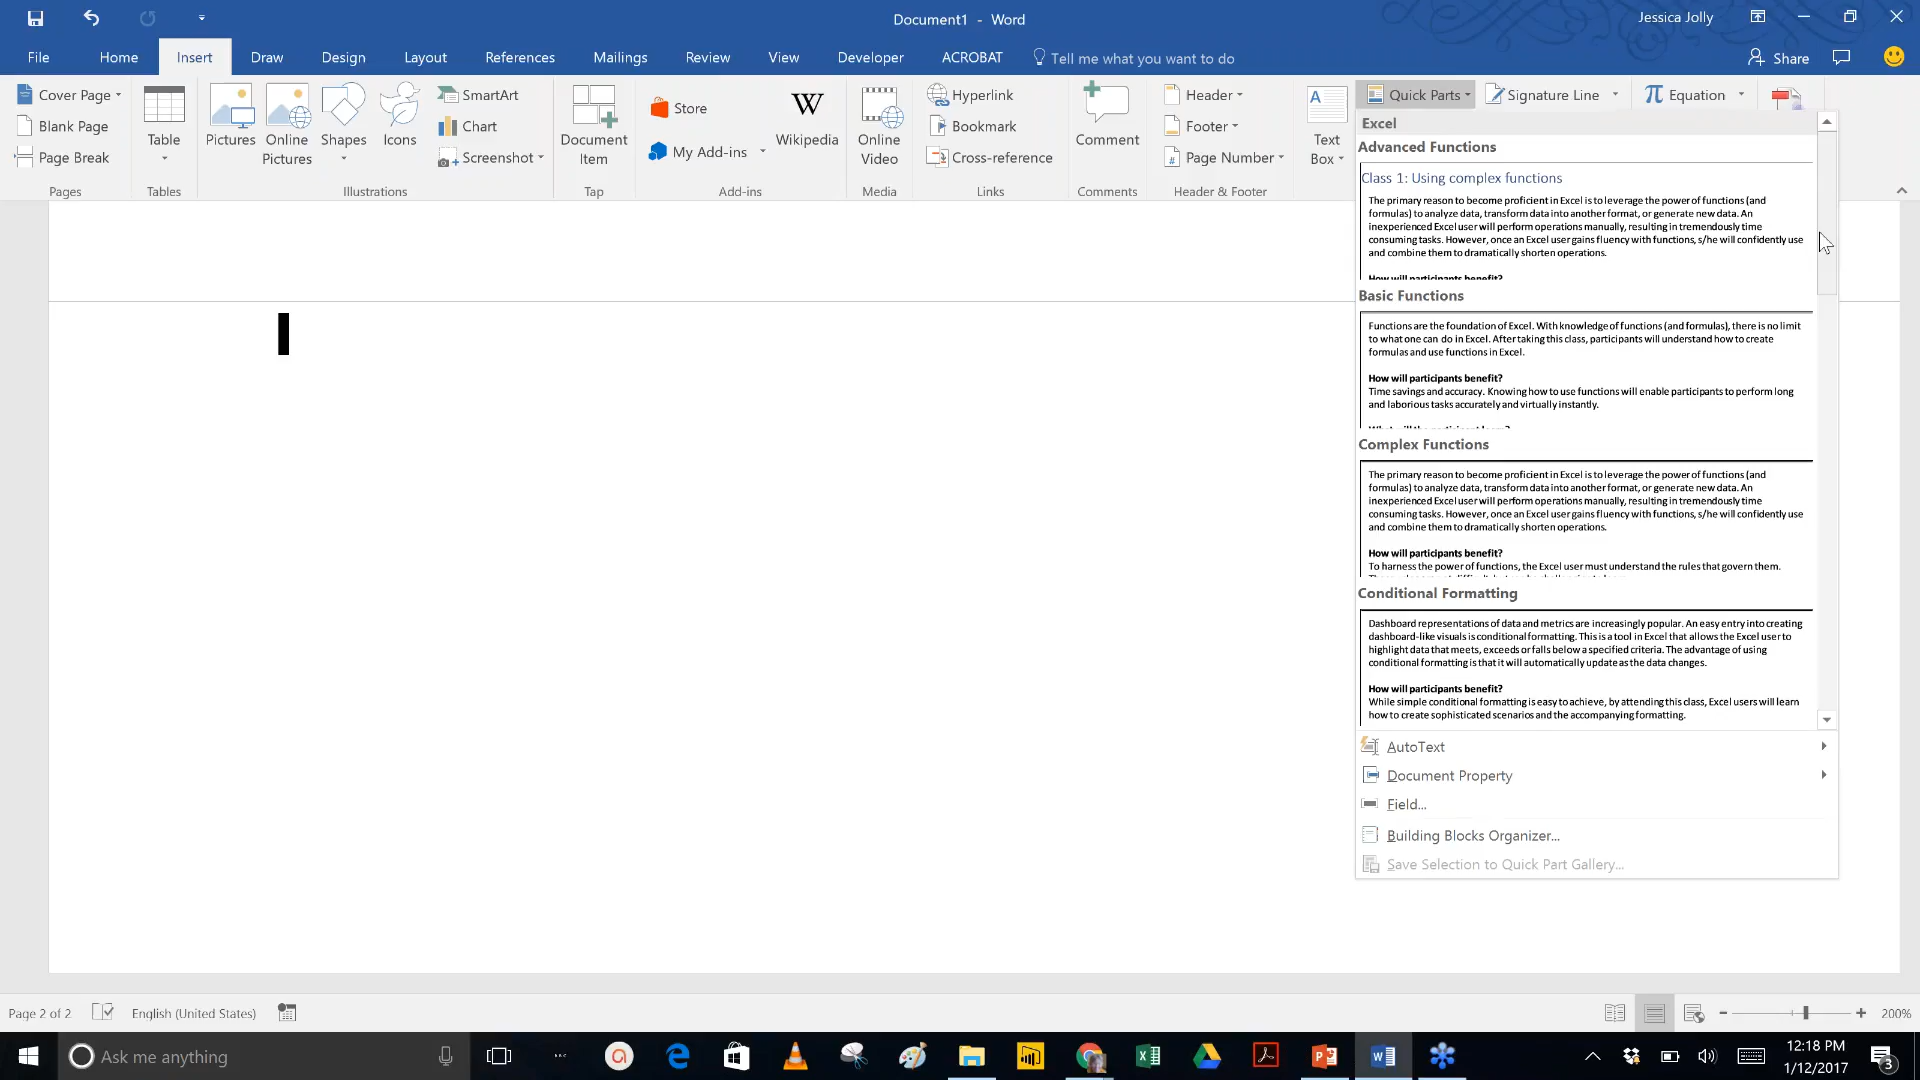 Document1 - Word
Jessica Jolly
File
Home
Insert
Draw
Design
Layout
References
Mailings
Review
View
Developer
ACROBAT
Tell me what you want to do
Share
Cover Page
Blank Page
Page Break
Pages
Table
Tables
Pictures
Online
Pictures
Shapes
Icons
SmartArt
Chart
Screenshot
Illustrations
Document
Item
Tap
Store
My Add-ins
W
Wikipedia
Add-ins
Online
Video
Media
Hyperlink
Bookmark
Cross-reference
Links
Comment
Comments
Header
Footer
Page Number
Header & Footer
Text
Box
Quick Parts
Signature Line
Equation
Excel
Advanced Functions
Class 1: Using complex functions
The primary reason to become proficient in Excel is to leverage the power of functions (and
formulas) to analyze data, transform data into another format, or generate new data. An
inexperienced Excel user will perform operations manually, resulting in tremendously time
consuming tasks. However, once an Excel user gains fluency with functions, s/he will confidently use
and combine them to dramatically shorten operations.
How will participants benefit?
Basic Functions
Functions are the foundation of Excel. With knowledge of functions (and formulas), there is no limit
to what one can do in Excel. After taking this class, participants will understand how to create
formulas and use functions in Excel.
How will participants benefit?
Time savings and accuracy. Knowing how to use functions will enable participants to perform long
and laborious tasks accurately and virtually instantly.
Complex Functions
The primary reason to become proficient in Excel is to leverage the power of functions (and
formulas) to analyze data, transform data into another format, or generate new data. An
inexperienced Excel user will perform operations manually, resulting in tremendously time
consuming tasks. However, once an Excel user gains fluency with functions, s/he will confidently use
and combine them to dramatically shorten operations.
How will participants benefit?
To harness the power of functions, the Excel user must understand the rules that govern them.
Conditional Formatting
Dashboard representations of data and metrics are increasingly popular. An easy entry into creating
dashboard-like visuals is conditional formatting. This is a tool in Excel that allows the Excel user to
highlight data that meets, exceeds or falls below a specified criteria. The advantage of using
conditional formatting is that it will automatically update as the data changes.
How will participants benefit?
While simple conditional formatting is easy to achieve, by attending this class, Excel users will learn
how to create sophisticated scenarios and the accompanying formatting.
AutoText
Document Property
Field...
Building Blocks Organizer...
Save Selection to Quick Part Gallery...
Page 2 of 2
English (United States)
200%
Ask me anything
12:18 PM
1/12/2017
3